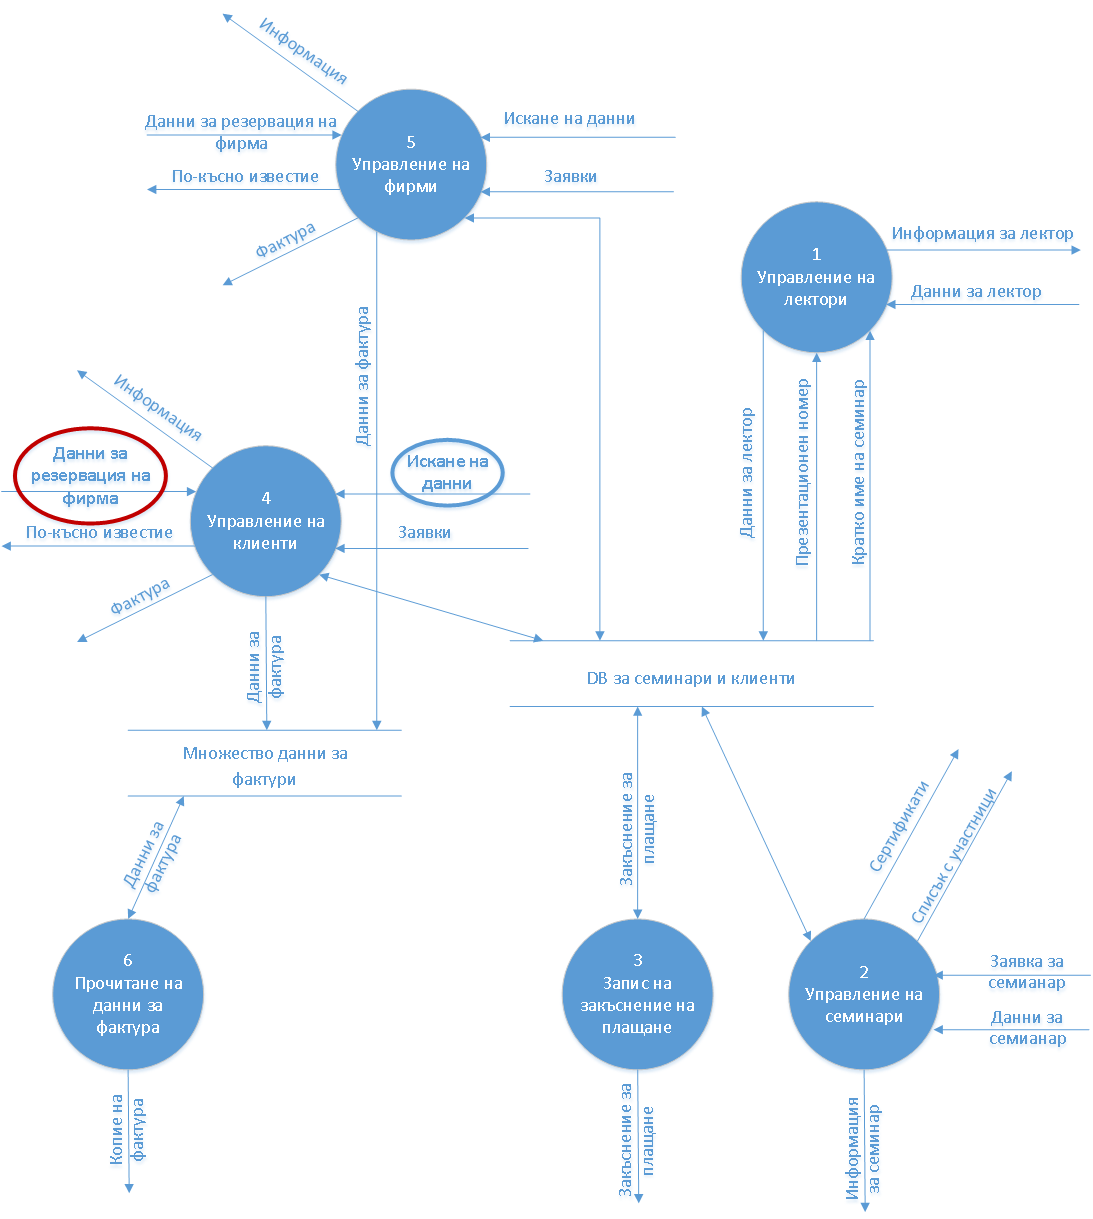 Информация
Данни за резервация на
фирма
По-късно известие
Фактура
5
Управление на
фирми
Искане на данни
Заявки
1
Управление на
лектори
Информация за лектор
Данни за лектор
Данни за фактура
Данни за лектор
Презентационен номер
Кратко име на семинар
Информация
Данни за
резервация на
фирма
По-късно известие
Фактура
4
Управление на
клиенти
Искане на
данни
Заявки
Данни за
фактура
DB за семинари и клиенти
Множество данни за
фактури
Данни за
фактура
Закъснение за
плащане
Сертификати
Списък с участници
6
Прочитане на
данни за
фактура
3
Запис на
закъснение на
плащане
2
Управление на
семинари
Заявка за
семианар
Данни за
семианар
Копие на
фактура
Закъснение за
плащане
Информация
за семинар